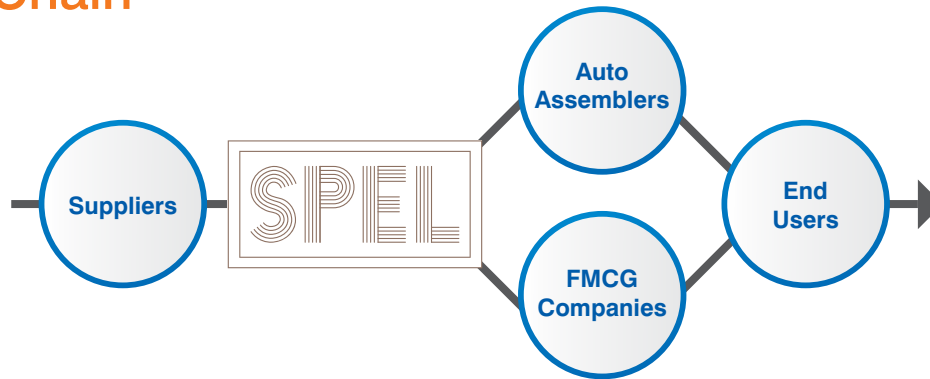 Chain
Suppliers
SPEL
Auto
Assemblers
FMCG
Companies
End
Users